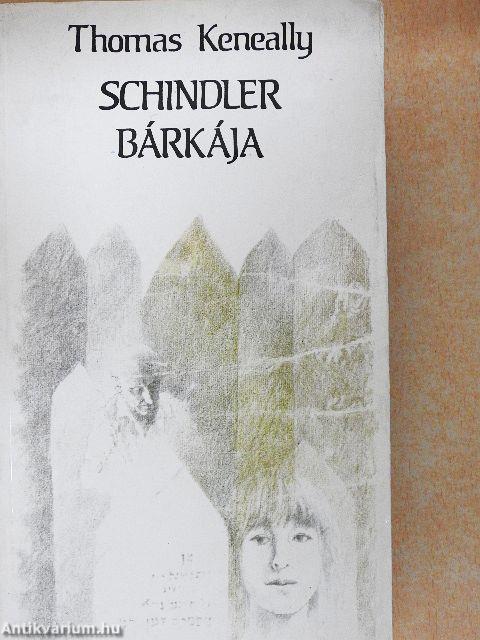 Thomas Keneally
SCHINDLER
BÁRKÁJA
Antikvarium.hu